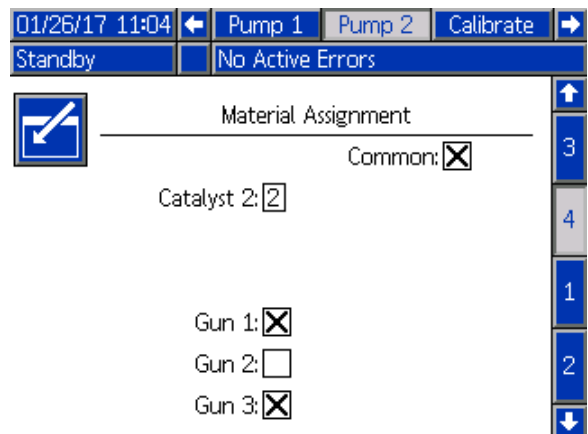 01/26/17 11:04 Pump 1 Pump 2 Calibrate
Standby No Active Errors
Material Assignment
Common:
3
Catalyst 2: 2
4
1
Gun 1:
Gun 2:
2
Gun 3: